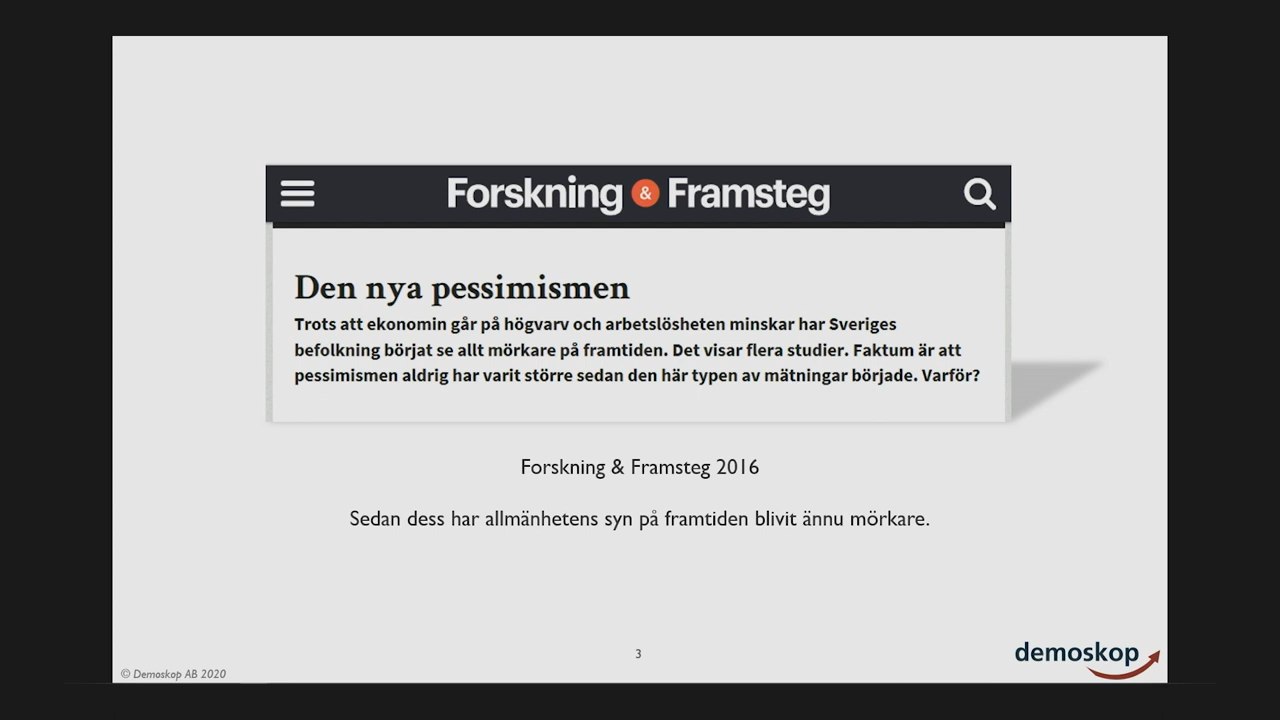 Forskning & Framsteg
Den nya pessimismen
Trots att ekonomin går på högvarv och arbetslösheten minskar har Sveriges
befolkning börjat se allt mörkare på framtiden. Det visar flera studier. Faktum är att
pessimismen aldrig har varit större sedan den här typen av mätningar började. Varför?
Forskning & Framsteg 2016
Sedan dess har allmänhetens syn på framtiden blivit ännu mörkare.
3
demoskop
© Demoskop AB 2020